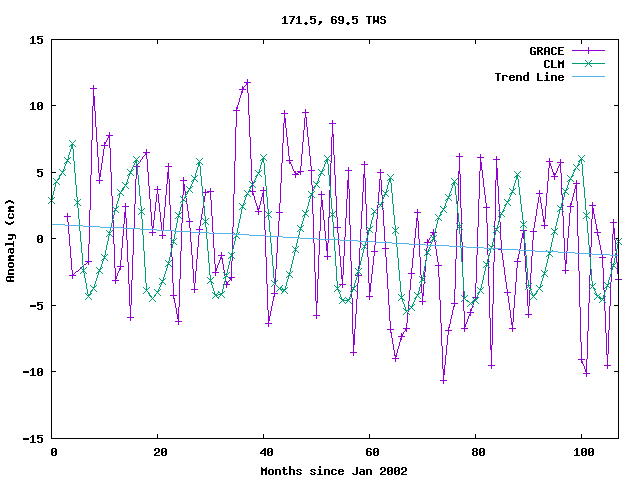 171.5, 69.5 TWS
GRACE
CLM
Trend Line
15
10
5
0
-5
-10
-15
Anomaly (cm)
0 20 40 60 80 100
Months since Jan 2002